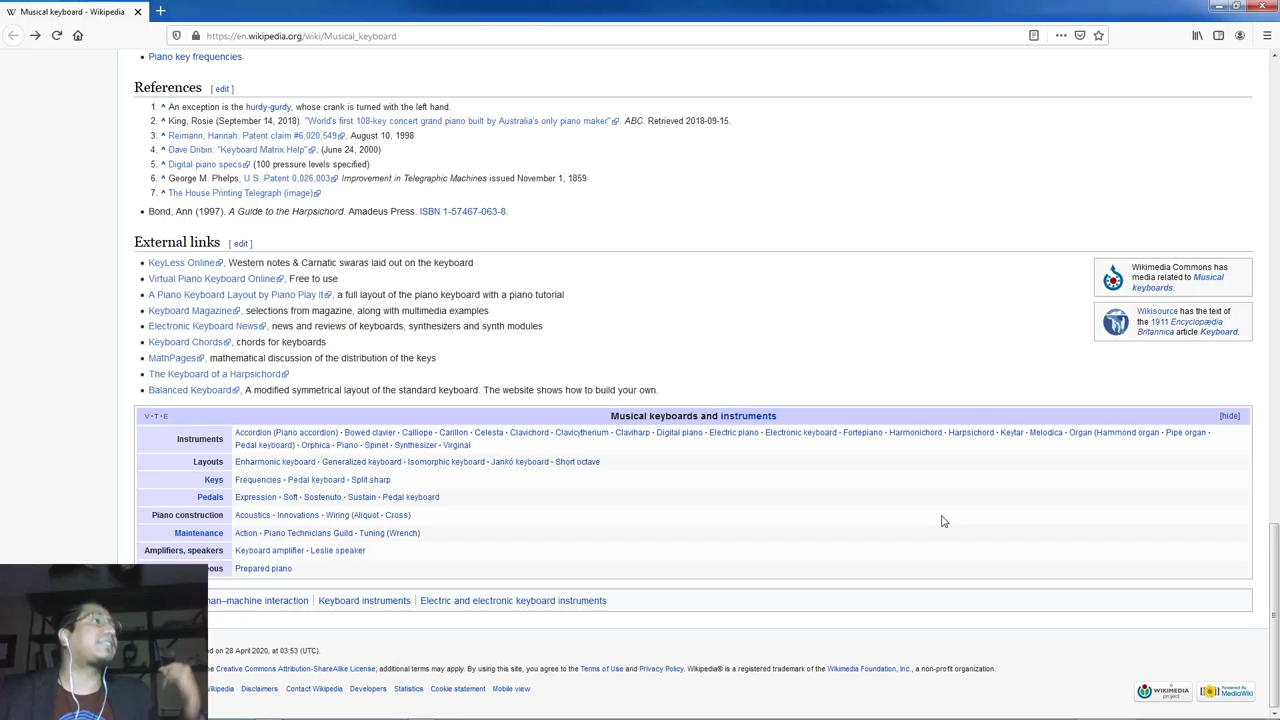 Musical keyboard - Wikipedia
https://en.wikipedia.org/wiki/Musical_keyboard
• Piano key frequencies
References [ edit ]
1. ^ An exception is the hurdy-gurdy, whose crank is turned with the left hand.
2. ^ King, Rosie (September 14, 2018). "World's first 108-key concert grand piano built by Australia's only piano maker". ABC. Retrieved 2018-09-15.
3. ^ Reimann, Hannah: Patent claim #6,020,549, August 10, 1998
4. ^ Dave Dribin: "Keyboard Matrix Help", (June 24, 2000)
5. ^ Digital piano specs (100 pressure levels specified)
6. ^ George M. Phelps, U.S. Patent 0,026,003 Improvement in Telegraphic Machines issued November 1, 1859
7. ^ The House Printing Telegraph (image)
• Bond, Ann (1997). A Guide to the Harpsichord. Amadeus Press. ISBN 1-57467-063-8.
External links [ edit ]
• KeyLess Online, Western notes & Carnatic swaras laid out on the keyboard
• Virtual Piano Keyboard Online, Free to use
• A Piano Keyboard Layout by Piano Play It, a full layout of the piano keyboard with a piano tutorial
• Keyboard Magazine, selections from magazine, along with multimedia examples
• Electronic Keyboard News, news and reviews of keyboards, synthesizers and synth modules
• Keyboard Chords, chords for keyboards
• MathPages, mathematical discussion of the distribution of the keys
• The Keyboard of a Harpsichord
• Balanced Keyboard, A modified symmetrical layout of the standard keyboard. The website shows how to build your own.
Wikimedia Commons has
media related to Musical
keyboards.
Wikisource has the text of
the 1911 Encyclopædia
Britannica article Keyboard.
V · T · E Musical keyboards and instruments [hide]
Instruments Accordion (Piano accordion) · Bowed clavier · Calliope · Carillon · Celesta · Clavichord · Clavicytherium · Claviharp · Digital piano · Electric piano · Electronic keyboard · Fortepiano · Harmonichord · Harpsichord · Keytar · Melodica · Organ (Hammond organ · Pipe organ ·
Pedal keyboard) · Orphica · Piano · Spinet · Synthesizer · Virginal
Layouts Enharmonic keyboard · Generalized keyboard · Isomorphic keyboard · Jankó keyboard · Short octave
Keys Frequencies · Pedal keyboard · Split sharp
Pedals Expression · Soft · Sostenuto · Sustain · Pedal keyboard
Piano construction Acoustics · Innovations · Wiring (Aliquot · Cross)
Maintenance Action · Piano Technicians Guild · Tuning (Wrench)
Amplifiers, speakers Keyboard amplifier · Leslie speaker
eous Prepared piano
man–machine interaction | Keyboard instruments | Electric and electronic keyboard instruments
ed on 28 April 2020, at 03:53 (UTC).
he Creative Commons Attribution-ShareAlike License; additional terms may apply. By using this site, you agree to the Terms of Use and Privacy Policy. Wikipedia® is a registered trademark of the Wikimedia Foundation, Inc., a non-profit organization.
ikipedia Disclaimers Contact Wikipedia Developers Statistics Cookie statement Mobile view
A
WIKIMEDIA
project
Powered By
MediaWiki